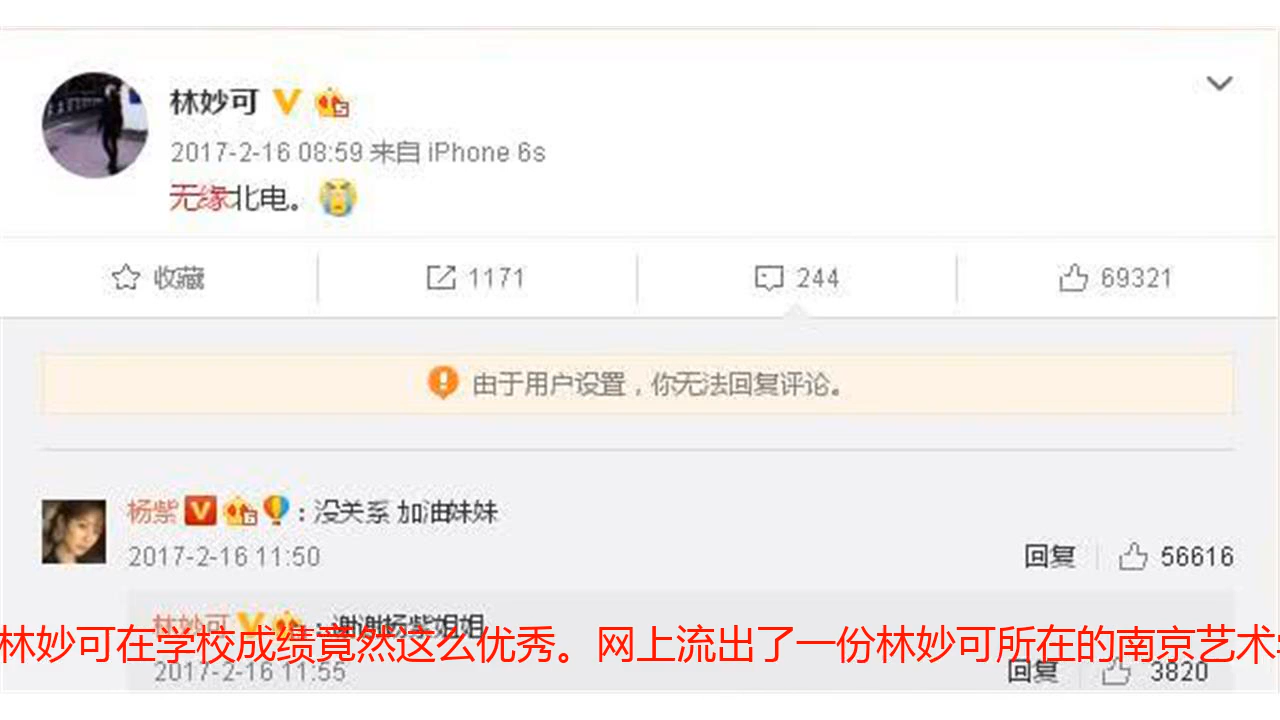 林妙可
2017-2-16 08:59 来自 iPhone 6s
无缘北电。
收藏
1171
244
69321
由于用户设置，你无法回复评论。
杨紫：没关系 加油妹妹
2017-2-16 11:50
回复
56616
林妙可：谢谢杨紫姐姐
林妙可在学校成绩竟然这么优秀。网上流出了一份林妙可所在的南京艺术
2017-2-16 11:55
回复
3820